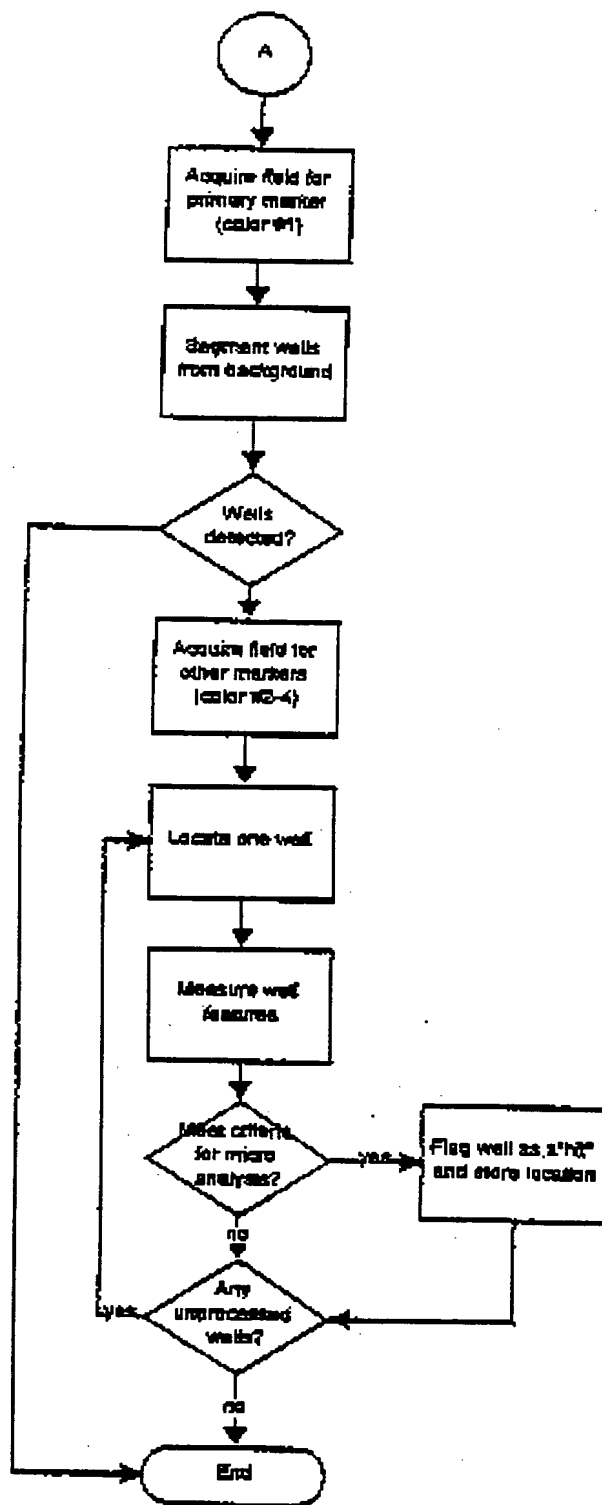 A
Acquire field for
primary marker
(color #1)
Segment wells
from background
Wells
detected?
Acquire field for
other markers
(color #2-4)
Locate one well
Measure well
features
Meet criteria
for micro
analysis?
yes
Flag well as a "hit"
and store location
no
Any
unprocessed
wells?
yes
no
End